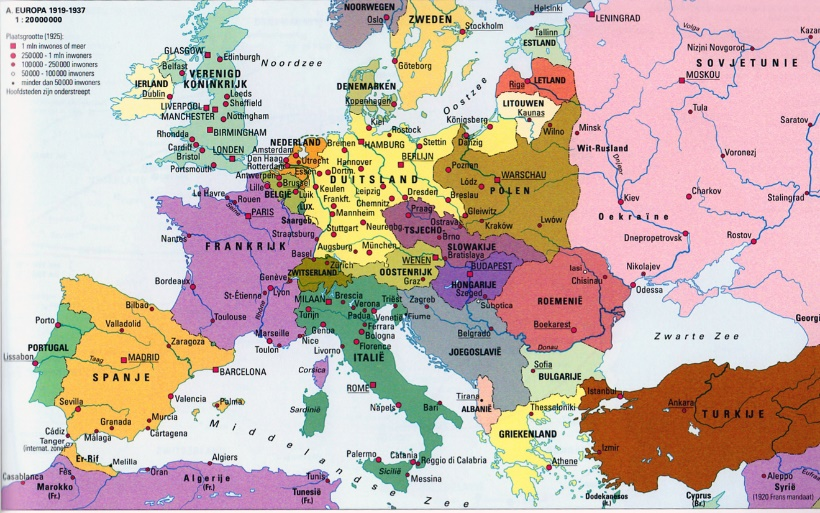 A. EUROPA 1919-1937
1 : 20 000 000
Plaatsgrootte (1925):
1 mln inwoners of meer
250000 - 1 mln inwoners
100000 - 250000 inwoners
50000 - 100000 inwoners
minder dan 50000 inwoners
Hoofdsteden zijn onderstreept
NOORWEGEN
Oslo
ZWEDEN
Stockholm
Göteborg
Helsinki
LENINGRAD
Tallinn
ESTLAND
Volga
Nizjni Novgorod
SOVJETUNIE
MOSKOU
GLASGOW
Edinburgh
Belfast
VERENIGD
KONINKRIJK
IERLAND
Dublin
Leeds
LIVERPOOL
Sheffield
MANCHESTER
Nottingham
Rhondda
BIRMINGHAM
Cardiff
Bristol
LONDEN
Portsmouth
Noordzee
DENEMARKEN
Kopenhagen
Oostzee
Riga
LETLAND
LITOUWEN
Kaunas
Königsberg
Wilno
Minsk
Wit-Rusland
Dnjepr
Tula
Saratov
Voronezj
Stalingrad
Kiev
Charkov
Oekraïne
Dnepropetrovsk
Rostov
Nikolajev
Odessa
NEDERLAND
Amsterdam
Den Haag
Utrecht
Rotterdam
Antwerpen
Brussel
BELGIË
Luik
Lille
LUX.
Kiel
Rostock
Bremen
HAMBURG
Stettin
Danzig
Hannover
BERLIJN
Essen
Dortm.
DUITSLAND
Keulen
Leipzig
Dresden
Breslau
Frankft.
Chemnitz
Saargeb.
Mannheim
Straatsburg
Stuttgart
Neurenbg.
Augsburg
München
Poznan
WARSCHAU
Lódz
POLEN
Gleiwitz
Kraków
Lwów
Praag
Ostrava
TSJECHO-
Brno
SLOWAKIJE
Bratislava
Le Havre
Rouen
Seine
PARIS
FRANKRIJK
Nantes
Bordeaux
St-Étienne
Lyon
Rhône
Toulouse
Marseille
Toulon
Nice
Basel
Zürich
ZWITSERLAND
Genève
WENEN
OOSTENRIJK
Graz
BUDAPEST
HONGARIJE
Szeged
Subotica
Iasi
Chisinau
ROEMENIË
Boekarest
Donau
MILAAN
Brescia
Turijn
Verona
Triëst
Padua
Venetië
Fiume
Zagreb
Genua
Ferrara
Bologna
Livorno
Florence
ITALIË
ROME
Napels
Bari
Corsica
Sardinië
Palermo
Catania
Reggio di Calabria
Sicilië
Messina
Belgrado
JOEGOSLAVIË
Sofia
BULGARIJE
Tirana
ALBANIË
Thessaloniki
GRIEKENLAND
Athene
Zwarte Zee
Istanbul
Ankara
TURKIJE
Izmir
Dodekanesos
Cyprus
(Br.)
Aleppo
Syrië
(1920 Frans mandaat)
Porto
Bilbao
Valladolid
Zaragoza
PORTUGAL
Lissabon
Taag
MADRID
BARCELONA
SPANJE
Valencia
Palma
Sevilla
Murcia
Granada
Cartagena
Cádiz
Málaga
Tanger
(internat. zone)
Er-Rif
Melilla
Casablanca
Fès
Marokko
(Fr.)
Oran
Algiers
Algerije
(Fr.)
Tunis
Tunesië
(Fr.)
Middellandse Zee